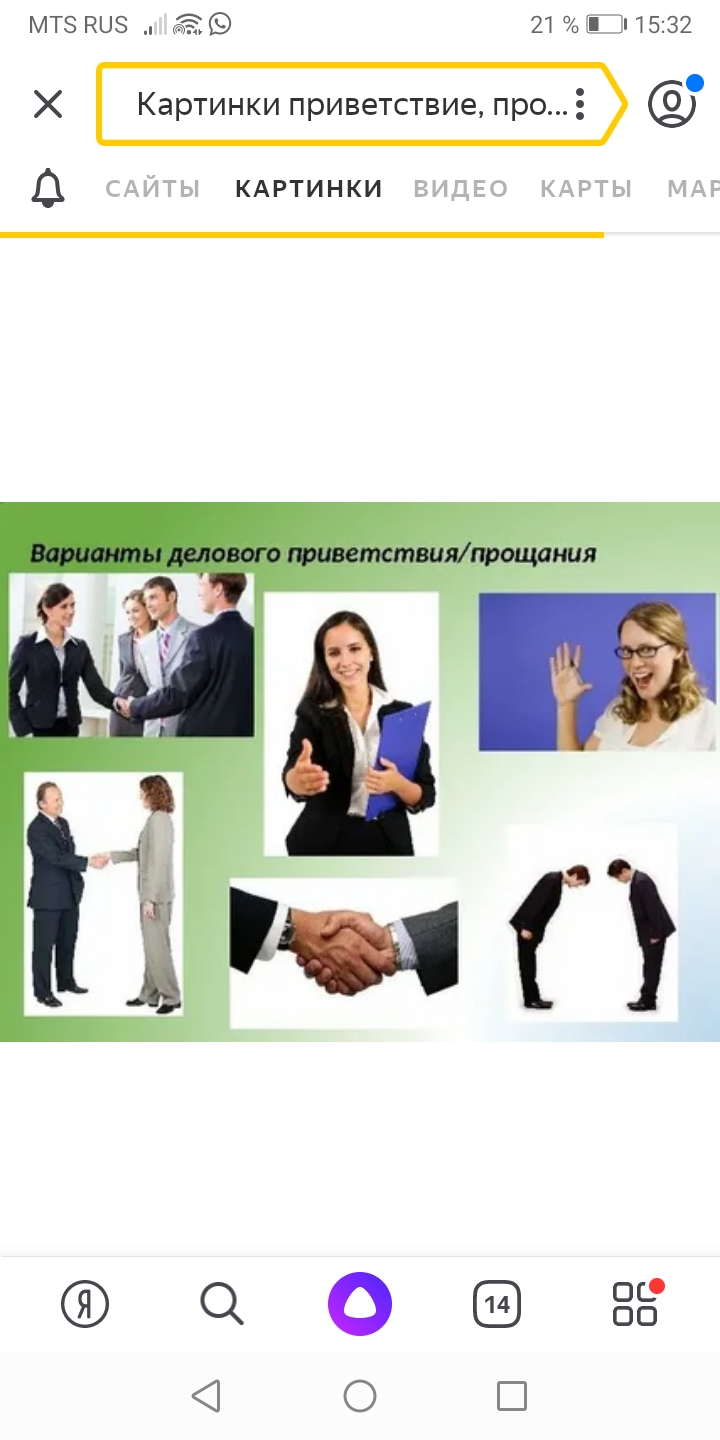 MTS RUS 21 % 15:32
Картинки приветствие, про...
САЙТЫ КАРТИНКИ ВИДЕО КАРТЫ МАР
Варианты делового приветствия/прощания
Я 14